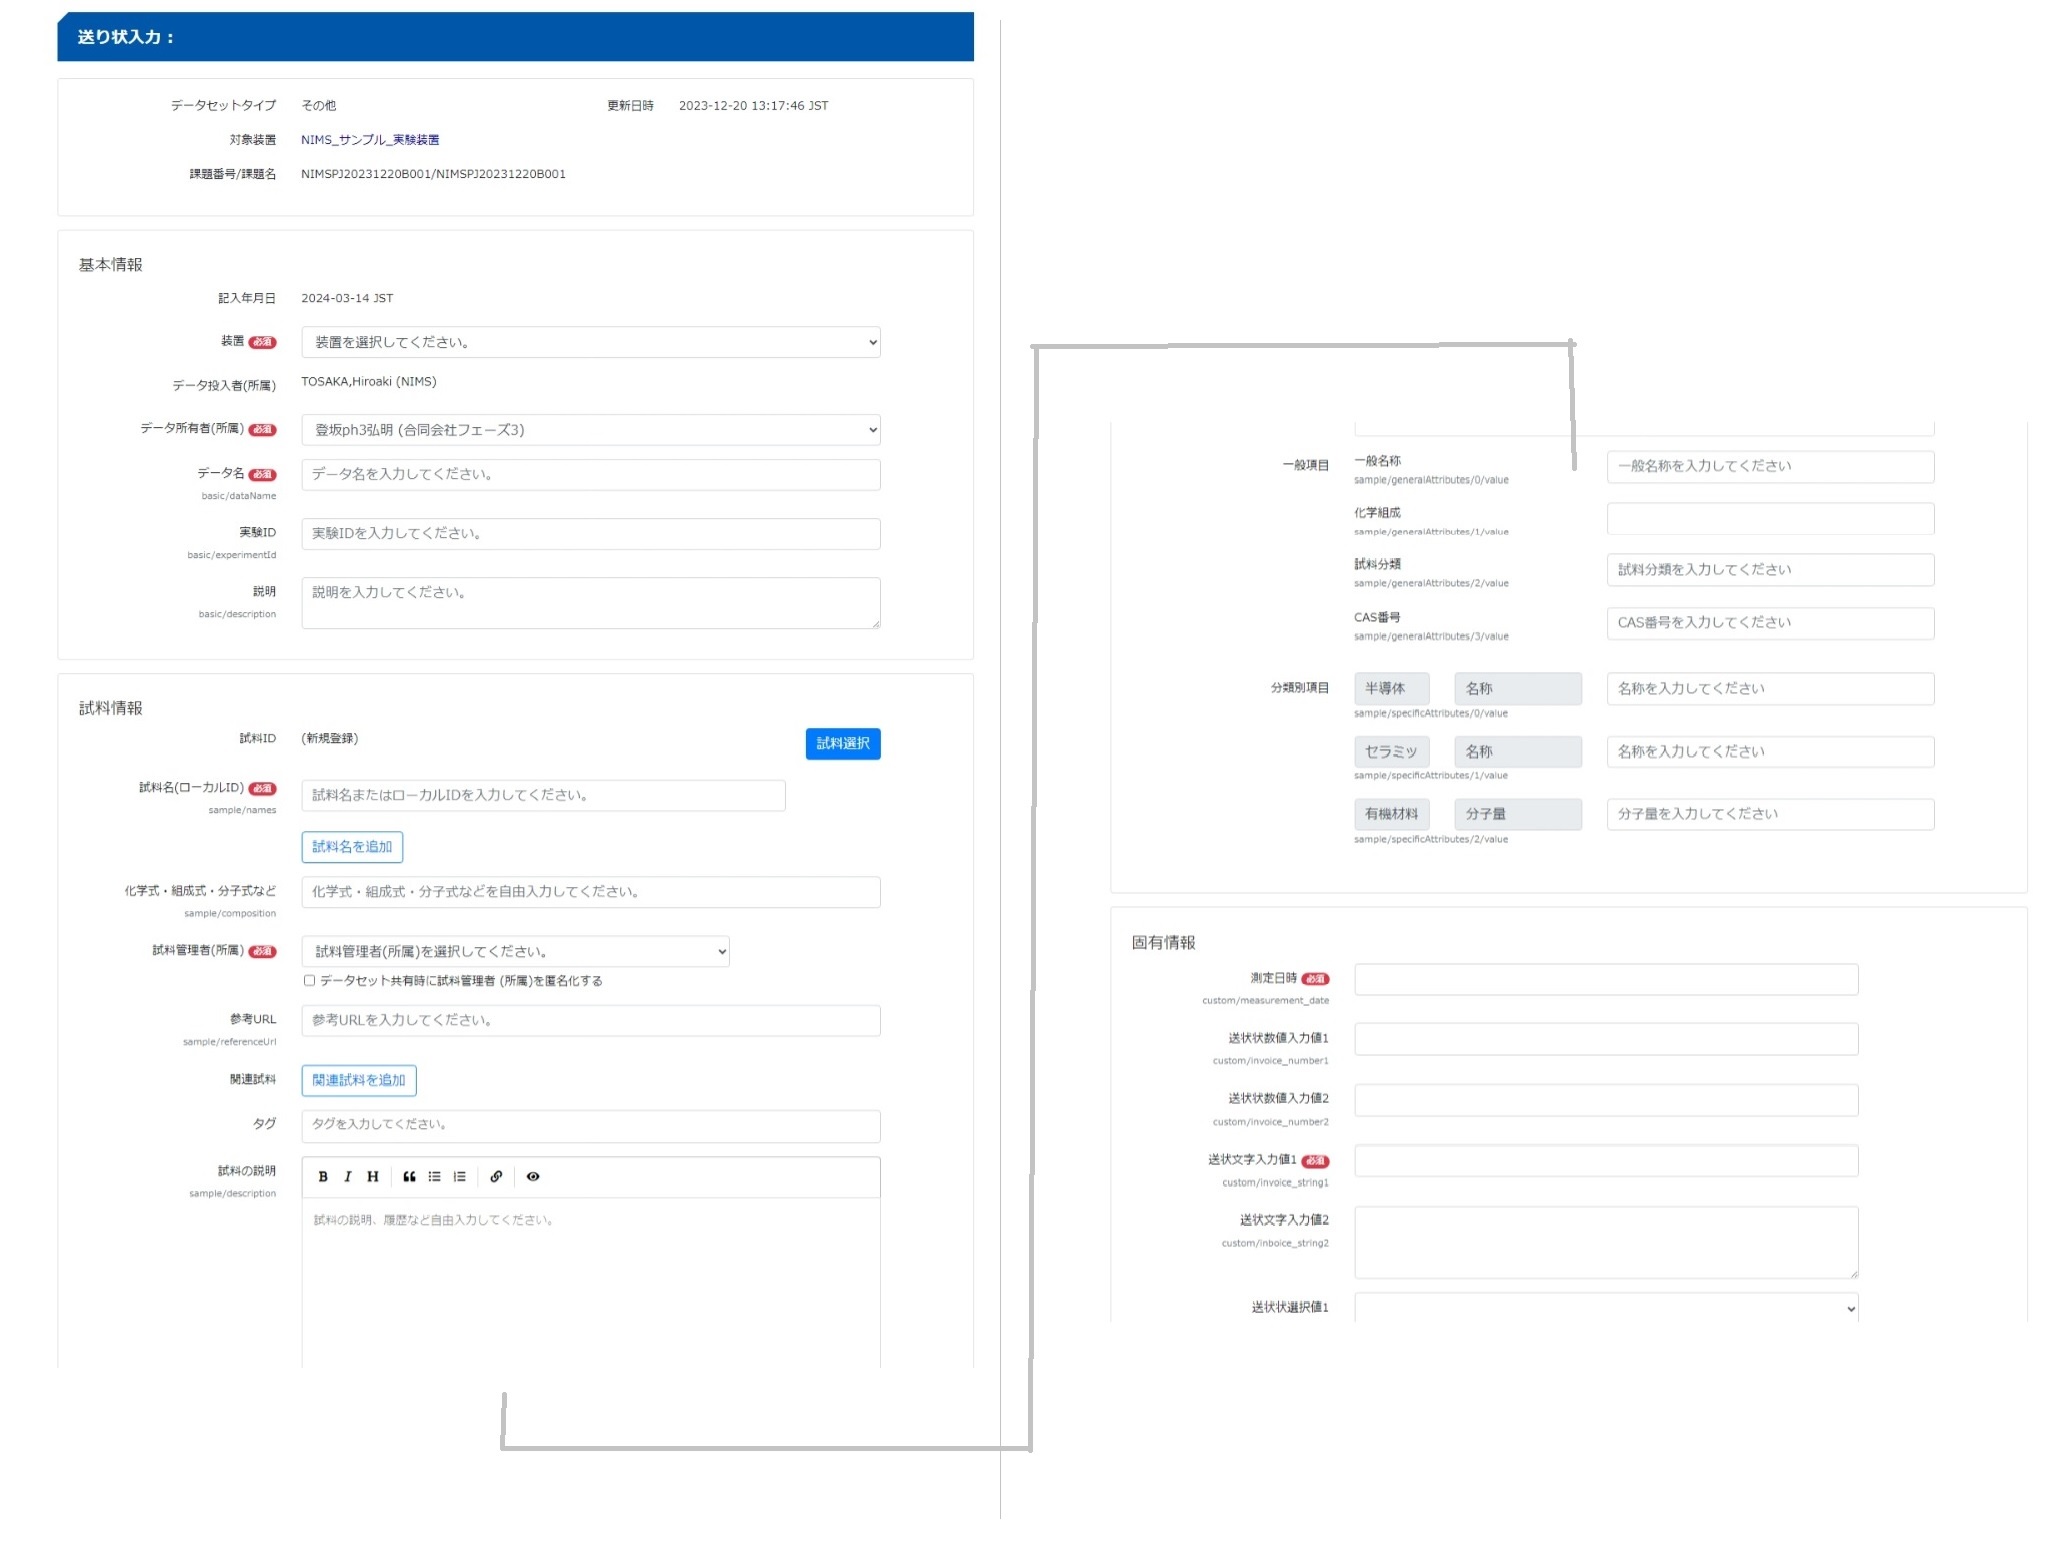 送り状入力：
データセットタイプ その他 更新日時 2023-12-20 13:17:46 JST
対象装置 NIMS_サンプル_実験装置
課題番号/課題名 NIMSPJ20231220B001/NIMSPJ20231220B001
基本情報
記入年月日 2024-03-14 JST
装置 必須 装置を選択してください。
データ投入者(所属) TOSAKA,Hiroaki (NIMS)
データ所有者(所属) 必須 登坂ph3弘明 (合同会社フェーズ3)
データ名 必須 データ名を入力してください。
basic/dataName
実験ID 実験IDを入力してください。
basic/experimentId
説明 説明を入力してください。
basic/description
試料情報
試料ID (新規登録) 試料選択
試料名(ローカルID) 必須 試料名またはローカルIDを入力してください。
sample/names
試料名を追加
化学式・組成式・分子式など 化学式・組成式・分子式などを自由入力してください。
sample/composition
試料管理者(所属) 必須 試料管理者(所属)を選択してください。
データセット共有時に試料管理者 (所属)を匿名化する
参考URL 参考URLを入力してください。
sample/referenceUrl
関連試料 関連試料を追加
タグ タグを入力してください。
試料の説明 B I H
sample/description
試料の説明、履歴など自由入力してください。
一般項目 一般名称 一般名称を入力してください
sample/generalAttributes/0/value
化学組成
sample/generalAttributes/1/value
試料分類 試料分類を入力してください
sample/generalAttributes/2/value
CAS番号 CAS番号を入力してください
sample/generalAttributes/3/value
分類別項目 半導体 名称 名称を入力してください
sample/specificAttributes/0/value
セラミッ 名称 名称を入力してください
sample/specificAttributes/1/value
有機材料 分子量 分子量を入力してください
sample/specificAttributes/2/value
固有情報
測定日時 必須
custom/measurement_date
送状状数値入力値1
custom/invoice_number1
送状状数値入力値2
custom/invoice_number2
送状文字入力値1 必須
custom/invoice_string1
送状文字入力値2
custom/inboice_string2
送状状選択値1